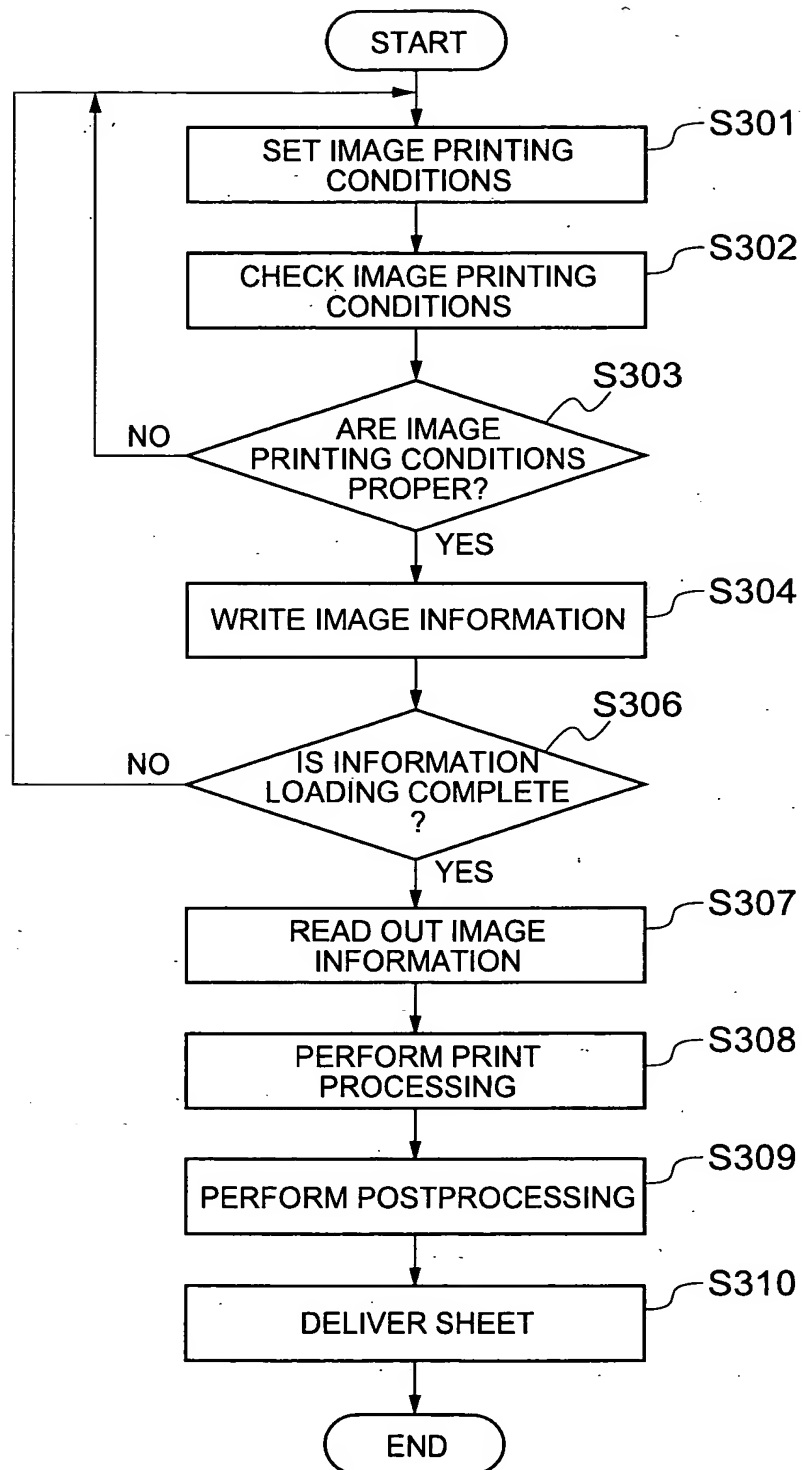 START
SET IMAGE PRINTING
CONDITIONS
S301
CHECK IMAGE PRINTING
CONDITIONS
S302
ARE IMAGE
PRINTING CONDITIONS
PROPER?
S303
NO
YES
WRITE IMAGE INFORMATION
S304
IS INFORMATION
LOADING COMPLETE
?
S306
NO
YES
READ OUT IMAGE
INFORMATION
S307
PERFORM PRINT
PROCESSING
S308
PERFORM POSTPROCESSING
S309
DELIVER SHEET
S310
END